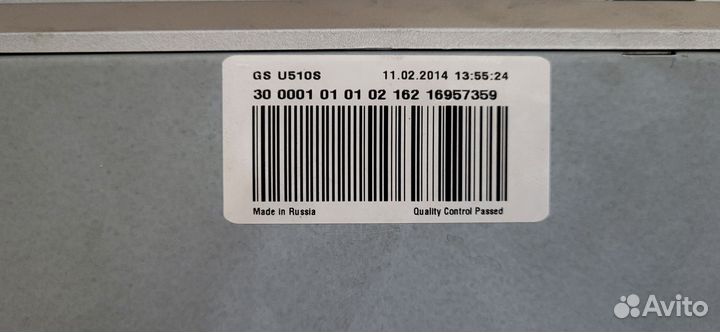 GS U510S 11.02.2014 13:55:24
30 0001 01 01 02 162 16957359
Made in Russia Quality Control Passed
Avito